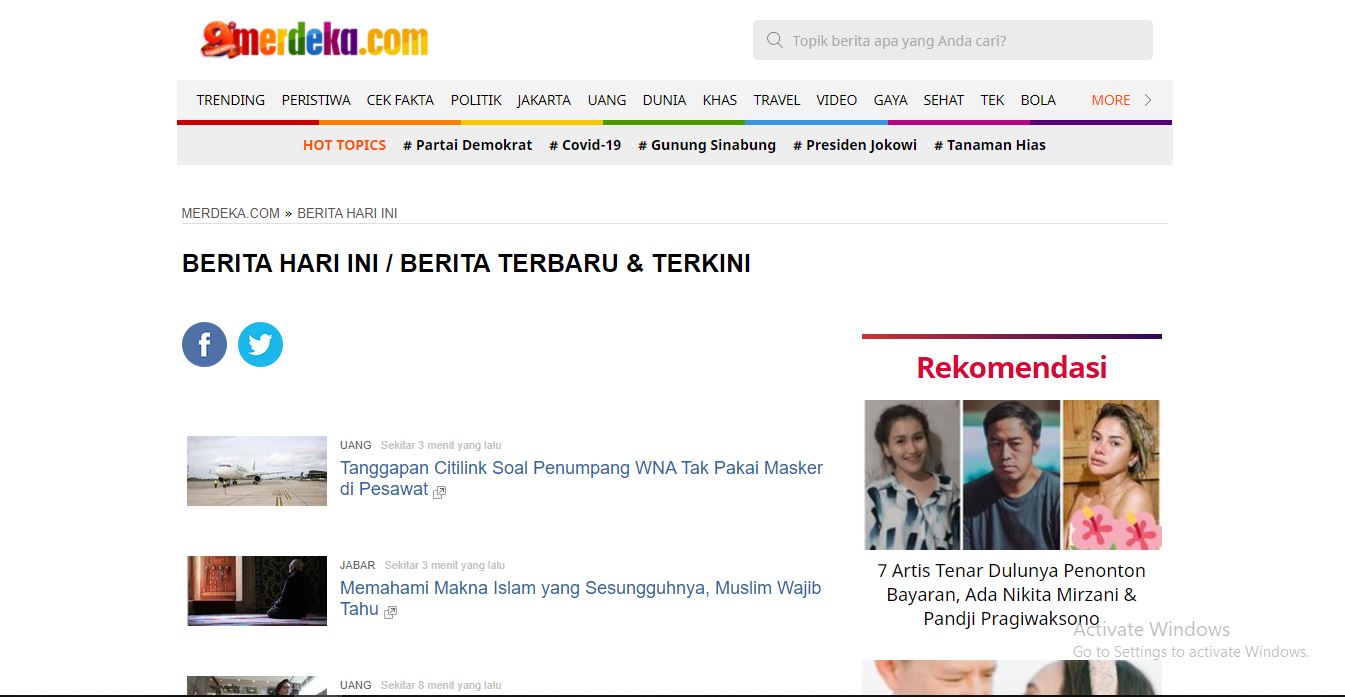 merdeka.com
Topik berita apa yang Anda cari?
TRENDING PERISTIWA CEK FAKTA POLITIK JAKARTA UANG DUNIA KHAS TRAVEL VIDEO GAYA SEHAT TEK BOLA MORE
HOT TOPICS # Partai Demokrat # Covid-19 # Gunung Sinabung # Presiden Jokowi # Tanaman Hias
MERDEKA.COM » BERITA HARI INI
BERITA HARI INI / BERITA TERBARU & TERKINI
UANG Sekitar 3 menit yang lalu
Tanggapan Citilink Soal Penumpang WNA Tak Pakai Masker
di Pesawat
JABAR Sekitar 3 menit yang lalu
Memahami Makna Islam yang Sesungguhnya, Muslim Wajib
Tahu
UANG Sekitar 8 menit yang lalu
Rekomendasi
7 Artis Tenar Dulunya Penonton
Bayaran, Ada Nikita Mirzani &
Pandji Pragiwaksono
Activate Windows
Go to Settings to activate Windows.